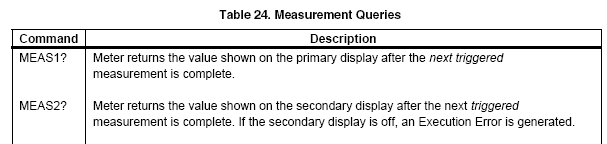 Table 24. Measurement Queries
Command Description
MEAS1? Meter returns the value shown on the primary display after the next triggered
measurement is complete.
MEAS2? Meter returns the value shown on the secondary display after the next triggered
measurement is complete. If the secondary display is off, an Execution Error is generated.